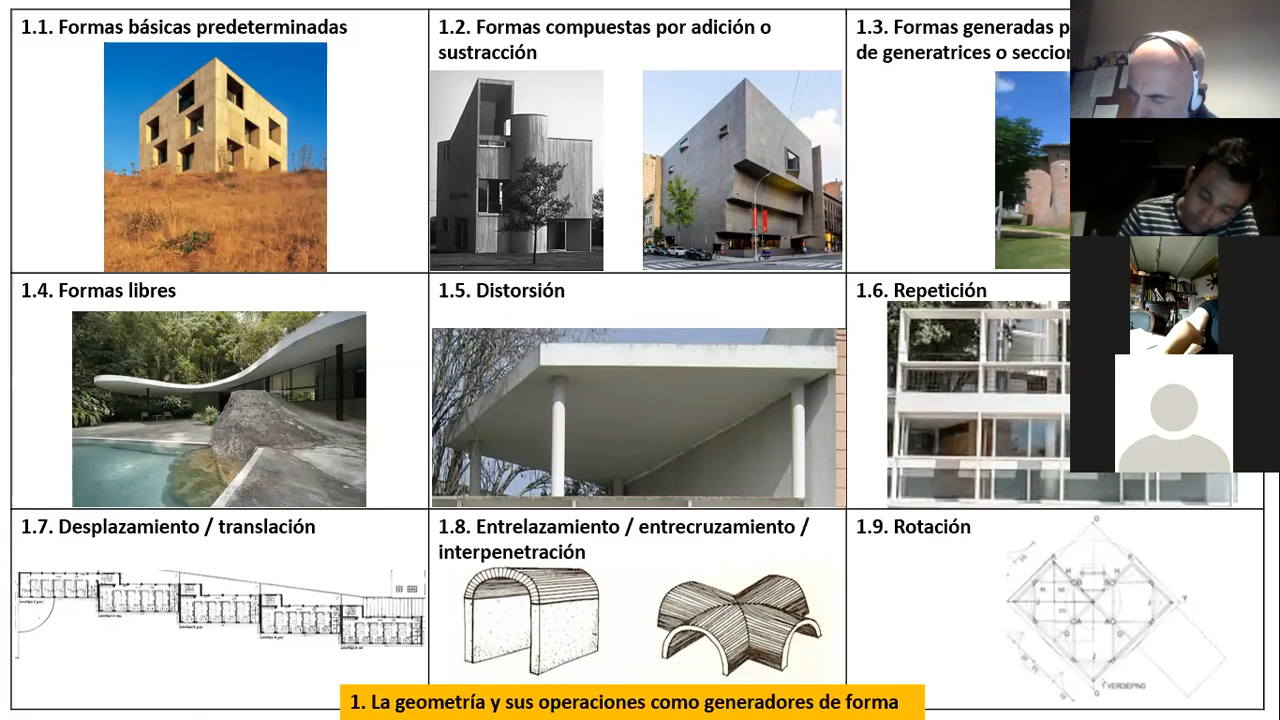 1.1. Formas básicas predeterminadas
1.2. Formas compuestas por adición o
sustracción
1.3. Formas generadas
de generatrices o
1.4. Formas libres
1.5. Distorsión
1.6. Repetición
1.7. Desplazamiento / translación
1.8. Entrelazamiento / entrecruzamiento /
interpenetración
1.9. Rotación
1. La geometría y sus operaciones como generadores de forma